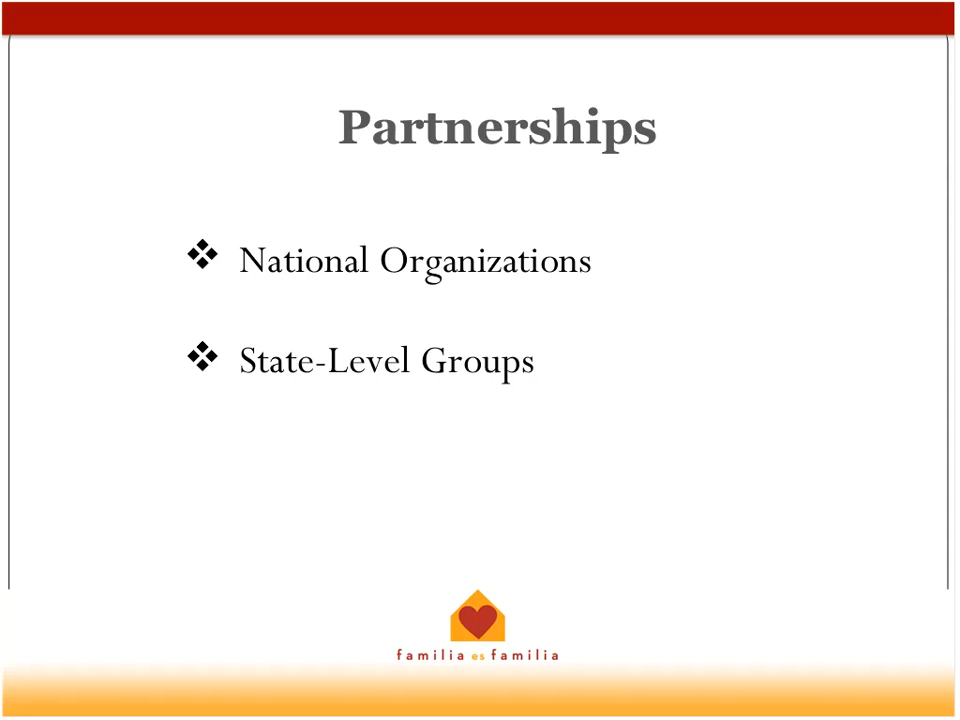 Partnerships
❖ National Organizations
❖ State-Level Groups
familia es familia